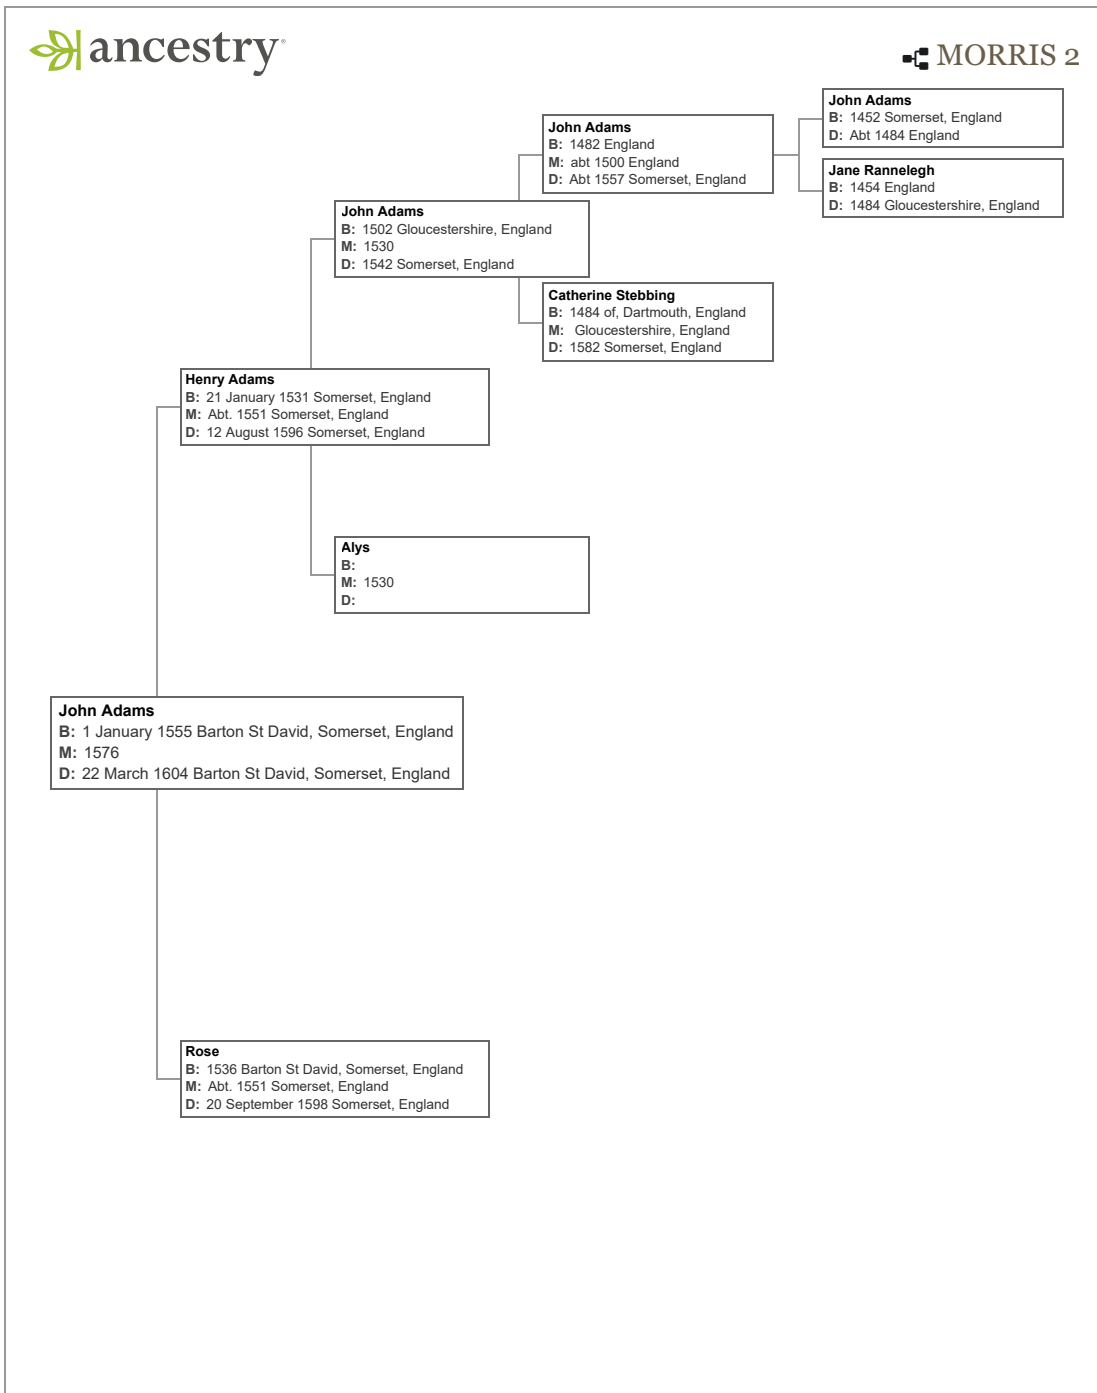 ancestry®
MORRIS 2
John Adams
B: 1452 Somerset, England
D: Abt 1484 England
John Adams
B: 1482 England
M: abt 1500 England
D: Abt 1557 Somerset, England
Jane Rannelegh
B: 1454 England
D: 1484 Gloucestershire, England
John Adams
B: 1502 Gloucestershire, England
M: 1530
D: 1542 Somerset, England
Catherine Stebbing
B: 1484 of, Dartmouth, England
M: Gloucestershire, England
D: 1582 Somerset, England
Henry Adams
B: 21 January 1531 Somerset, England
M: Abt. 1551 Somerset, England
D: 12 August 1596 Somerset, England
Alys
B:
M: 1530
D:
John Adams
B: 1 January 1555 Barton St David, Somerset, England
M: 1576
D: 22 March 1604 Barton St David, Somerset, England
Rose
B: 1536 Barton St David, Somerset, England
M: Abt. 1551 Somerset, England
D: 20 September 1598 Somerset, England